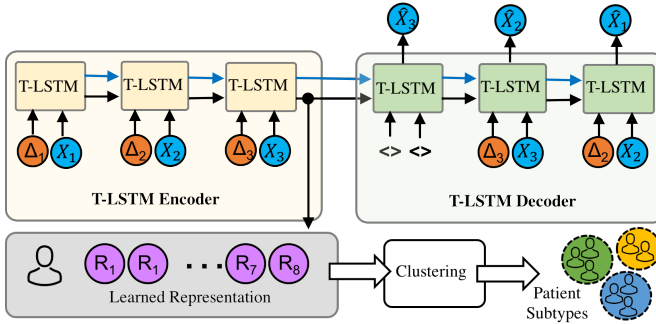 X̂₃ X̂₂ X̂₁
T-LSTM T-LSTM T-LSTM T-LSTM T-LSTM T-LSTM
Δ₁ X₁ Δ₂ X₂ Δ₃ X₃ <> <> Δ₃ X₃ Δ₂ X₂
T-LSTM Encoder
T-LSTM Decoder
R₁ R₁ ... R₇ R₈
Learned Representation
Clustering
Patient
Subtypes